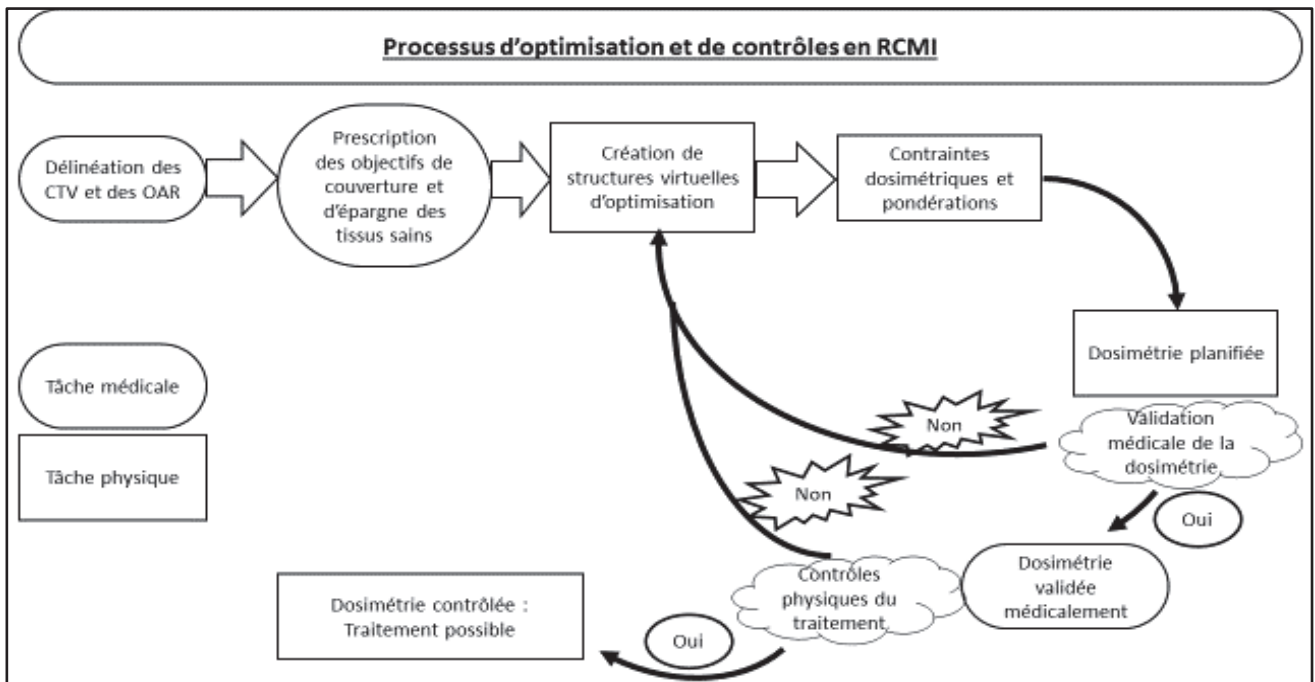 Processus d’optimisation et de contrôles en RCMI
Délinéation des
CTV et des OAR
Prescription
des objectifs de
couverture et
d’épargne des
tissus sains
Création de
structures virtuelles
d’optimisation
Contraintes
dosimétriques et
pondérations
Dosimétrie planifiée
Tâche médicale
Tâche physique
Validation
médicale de la
dosimétrie
Non
Non
Oui
Dosimétrie
validée
médicalement
Contrôles
physiques du
traitement
Oui
Dosimétrie contrôlée :
Traitement possible